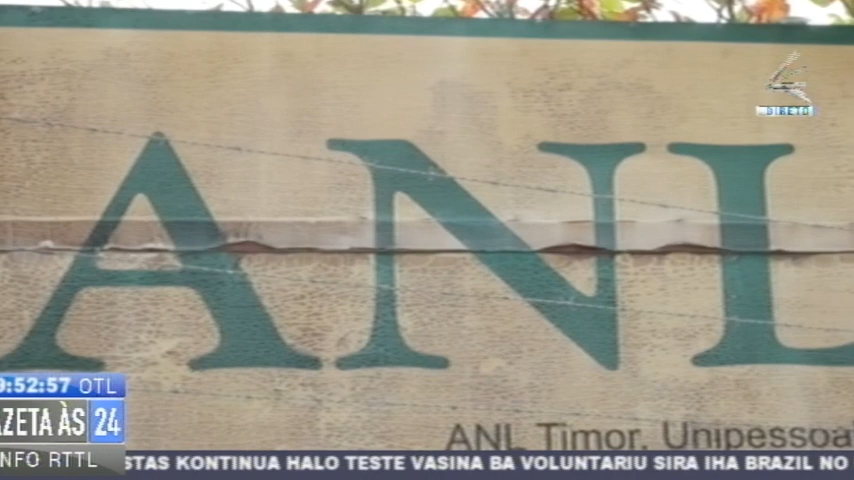 DIRETO
ANL
ANL Timor, Unipessoa
9:52:57 OTL
AZETA ÀS 24
INFO RTTL
STAS KONTINUA HALO TESTE VASINA BA VOLUNTARIU SIRA IHA BRAZIL NO